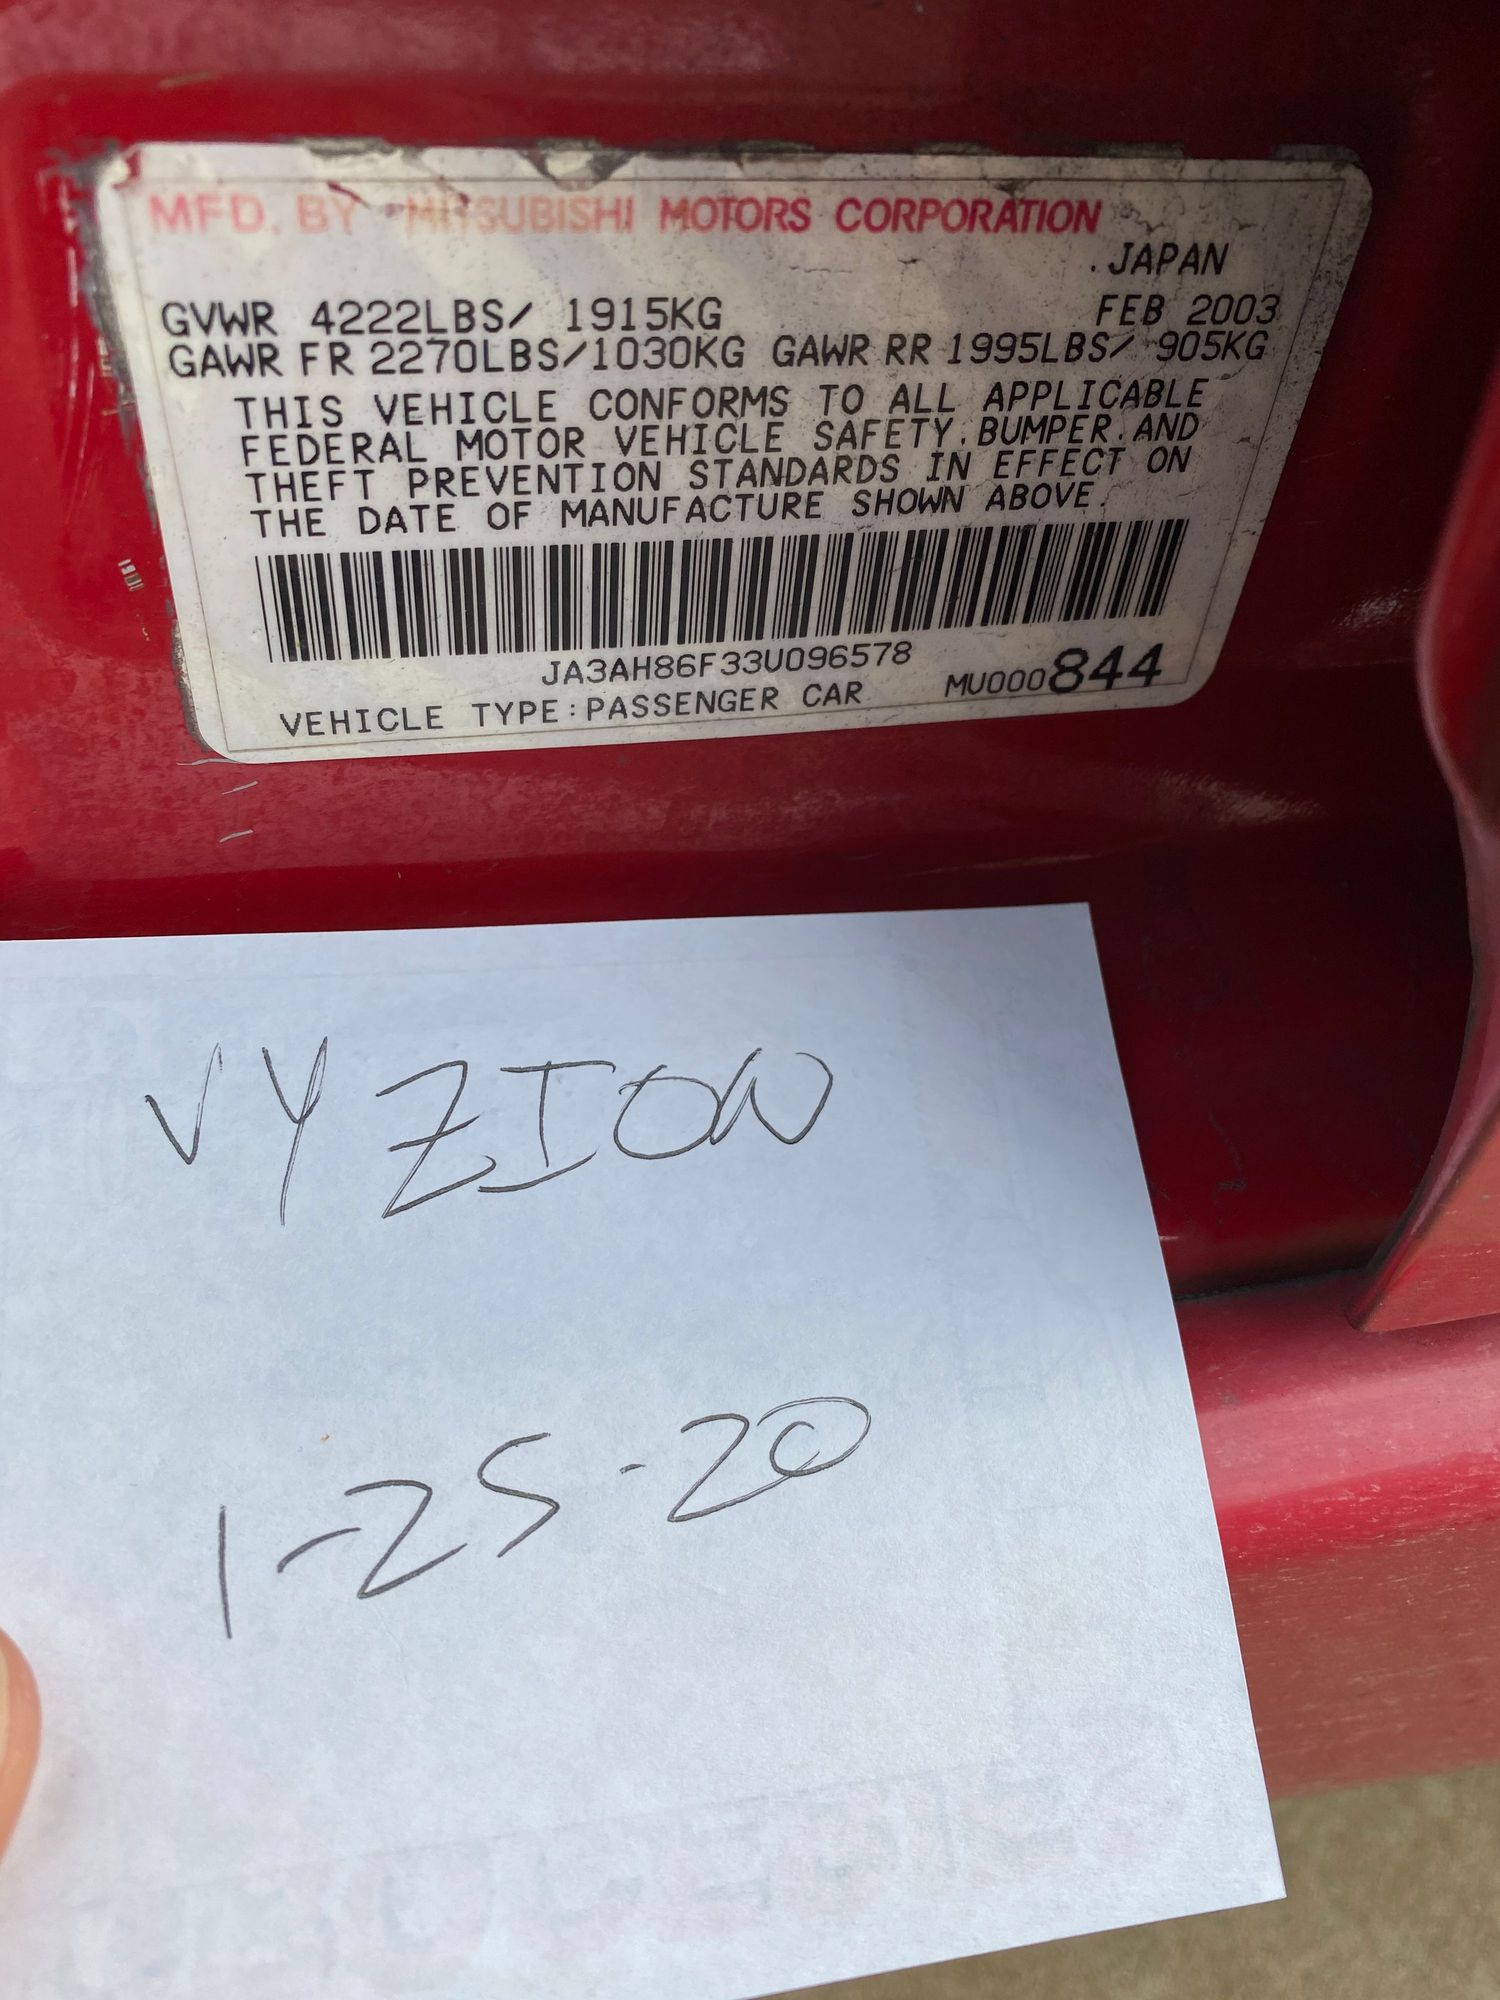 MFD. BY MITSUBISHI MOTORS CORPORATION
JAPAN
GVWR 4222LBS/ 1915KG FEB 2003
GAWR FR 2270LBS/1030KG GAWR RR 1995LBS/ 905KG
THIS VEHICLE CONFORMS TO ALL APPLICABLE
FEDERAL MOTOR VEHICLE SAFETY, BUMPER, AND
THEFT PREVENTION STANDARDS IN EFFECT ON
THE DATE OF MANUFACTURE SHOWN ABOVE.
JA3AH86F33U096578
VEHICLE TYPE:PASSENGER CAR MU000844
VYZION
1-25-20